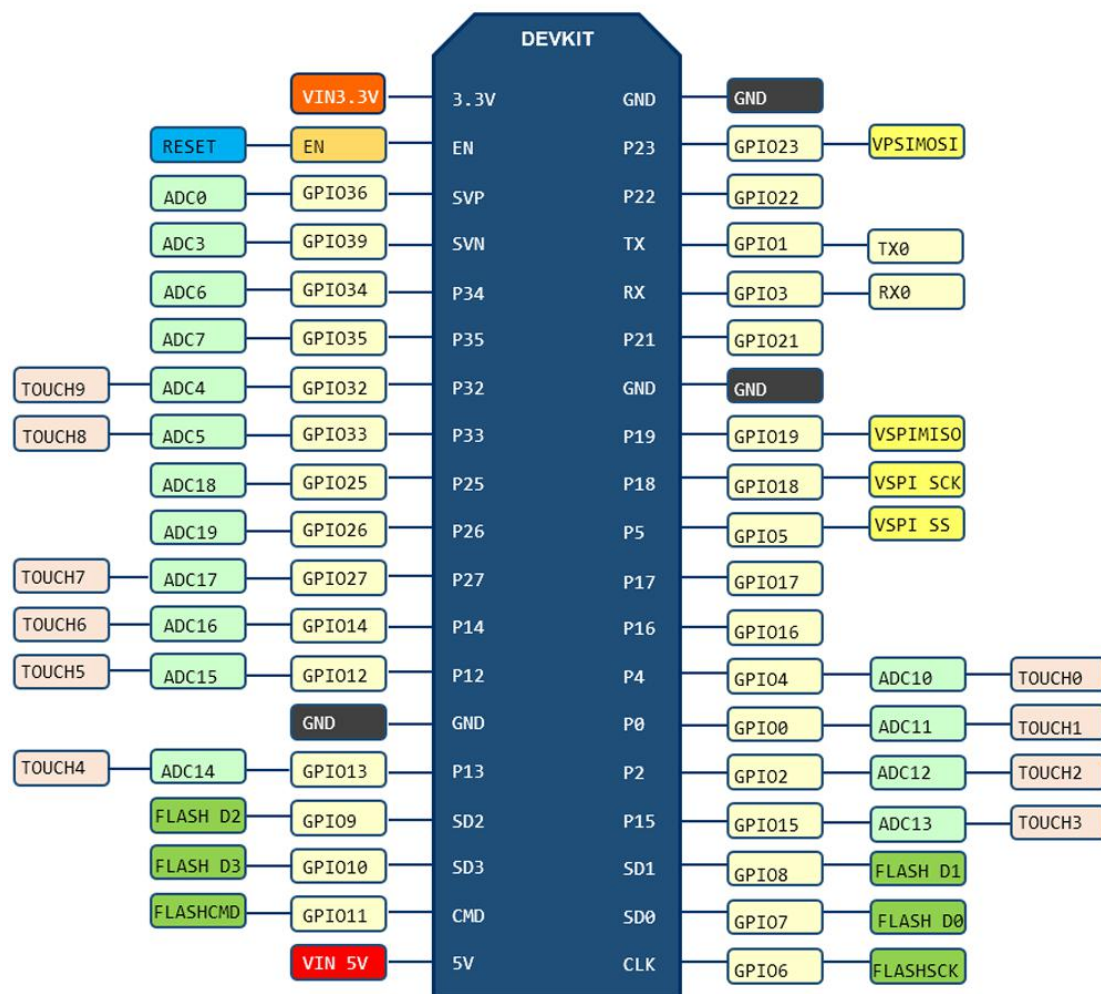 DEVKIT
VIN3.3V 3.3V GND GND
RESET EN EN P23 GPIO23 VPSIMOSI
ADC0 GPIO36 SVP P22 GPIO22
ADC3 GPIO39 SVN TX GPIO1 TX0
ADC6 GPIO34 P34 RX GPIO3 RX0
ADC7 GPIO35 P35 P21 GPIO21
TOUCH9 ADC4 GPIO32 P32 GND GND
TOUCH8 ADC5 GPIO33 P33 P19 GPIO19 VSPIMISO
ADC18 GPIO25 P25 P18 GPIO18 VSPI SCK
ADC19 GPIO26 P26 P5 GPIO5 VSPI SS
TOUCH7 ADC17 GPIO27 P27 P17 GPIO17
TOUCH6 ADC16 GPIO14 P14 P16 GPIO16
TOUCH5 ADC15 GPIO12 P12 P4 GPIO4 ADC10 TOUCH0
GND GND P0 GPIO0 ADC11 TOUCH1
TOUCH4 ADC14 GPIO13 P13 P2 GPIO2 ADC12 TOUCH2
FLASH D2 GPIO9 SD2 P15 GPIO15 ADC13 TOUCH3
FLASH D3 GPIO10 SD3 SD1 GPIO8 FLASH D1
FLASHCMD GPIO11 CMD SD0 GPIO7 FLASH D0
VIN 5V 5V CLK GPIO6 FLASHSCK